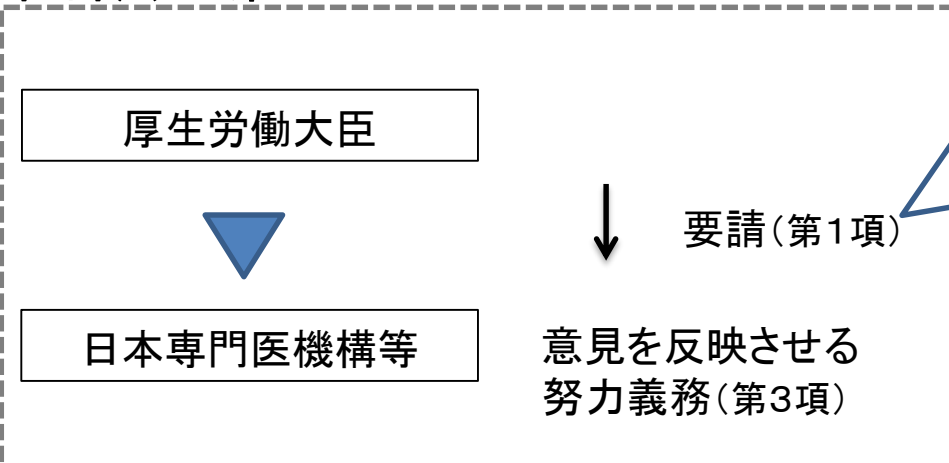 厚生労働大臣
要請(第1項)
日本専門医機構等
意見を反映させる
努力義務(第3項)